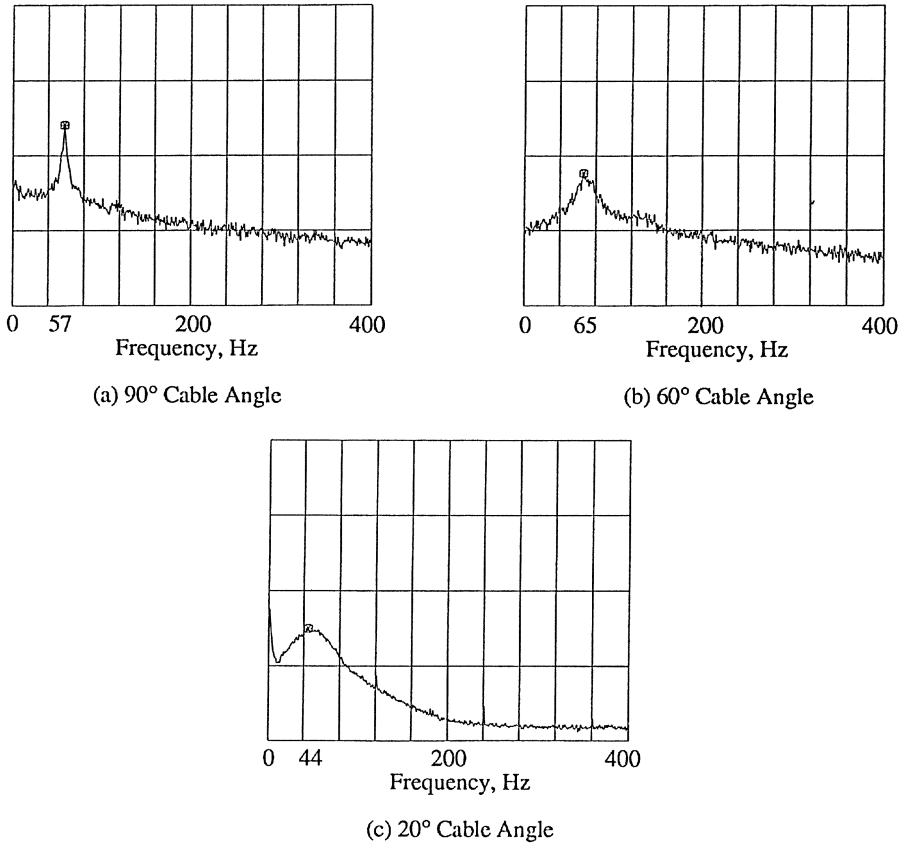 0 57 200 400
Frequency, Hz
(a) 90° Cable Angle
0 65 200 400
Frequency, Hz
(b) 60° Cable Angle
0 44 200 400
Frequency, Hz
(c) 20° Cable Angle